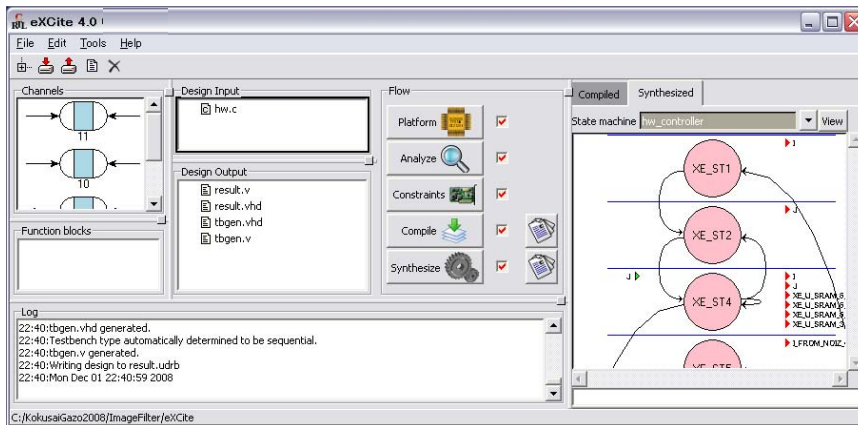 eXCite 4.0
File Edit Tools Help
Channels
11
10
Function blocks
Design Input
hw.c
Design Output
result.v
result.vhd
tbgen.vhd
tbgen.v
Flow
Platform
Analyze
Constraints
Compile
Synthesize
Compiled Synthesized
State machine hw_controller View
XE_ST1
XE_ST2
J
XE_ST4
J
Log
22:40:tbgen.vhd generated.
22:40:Testbench type automatically determined to be sequential.
22:40:tbgen.v generated.
22:40:Writing design to result.udrb
22:40:Mon Dec 01 22:40:59 2008
C:/KokusaiGazo2008/ImageFilter/eXCite